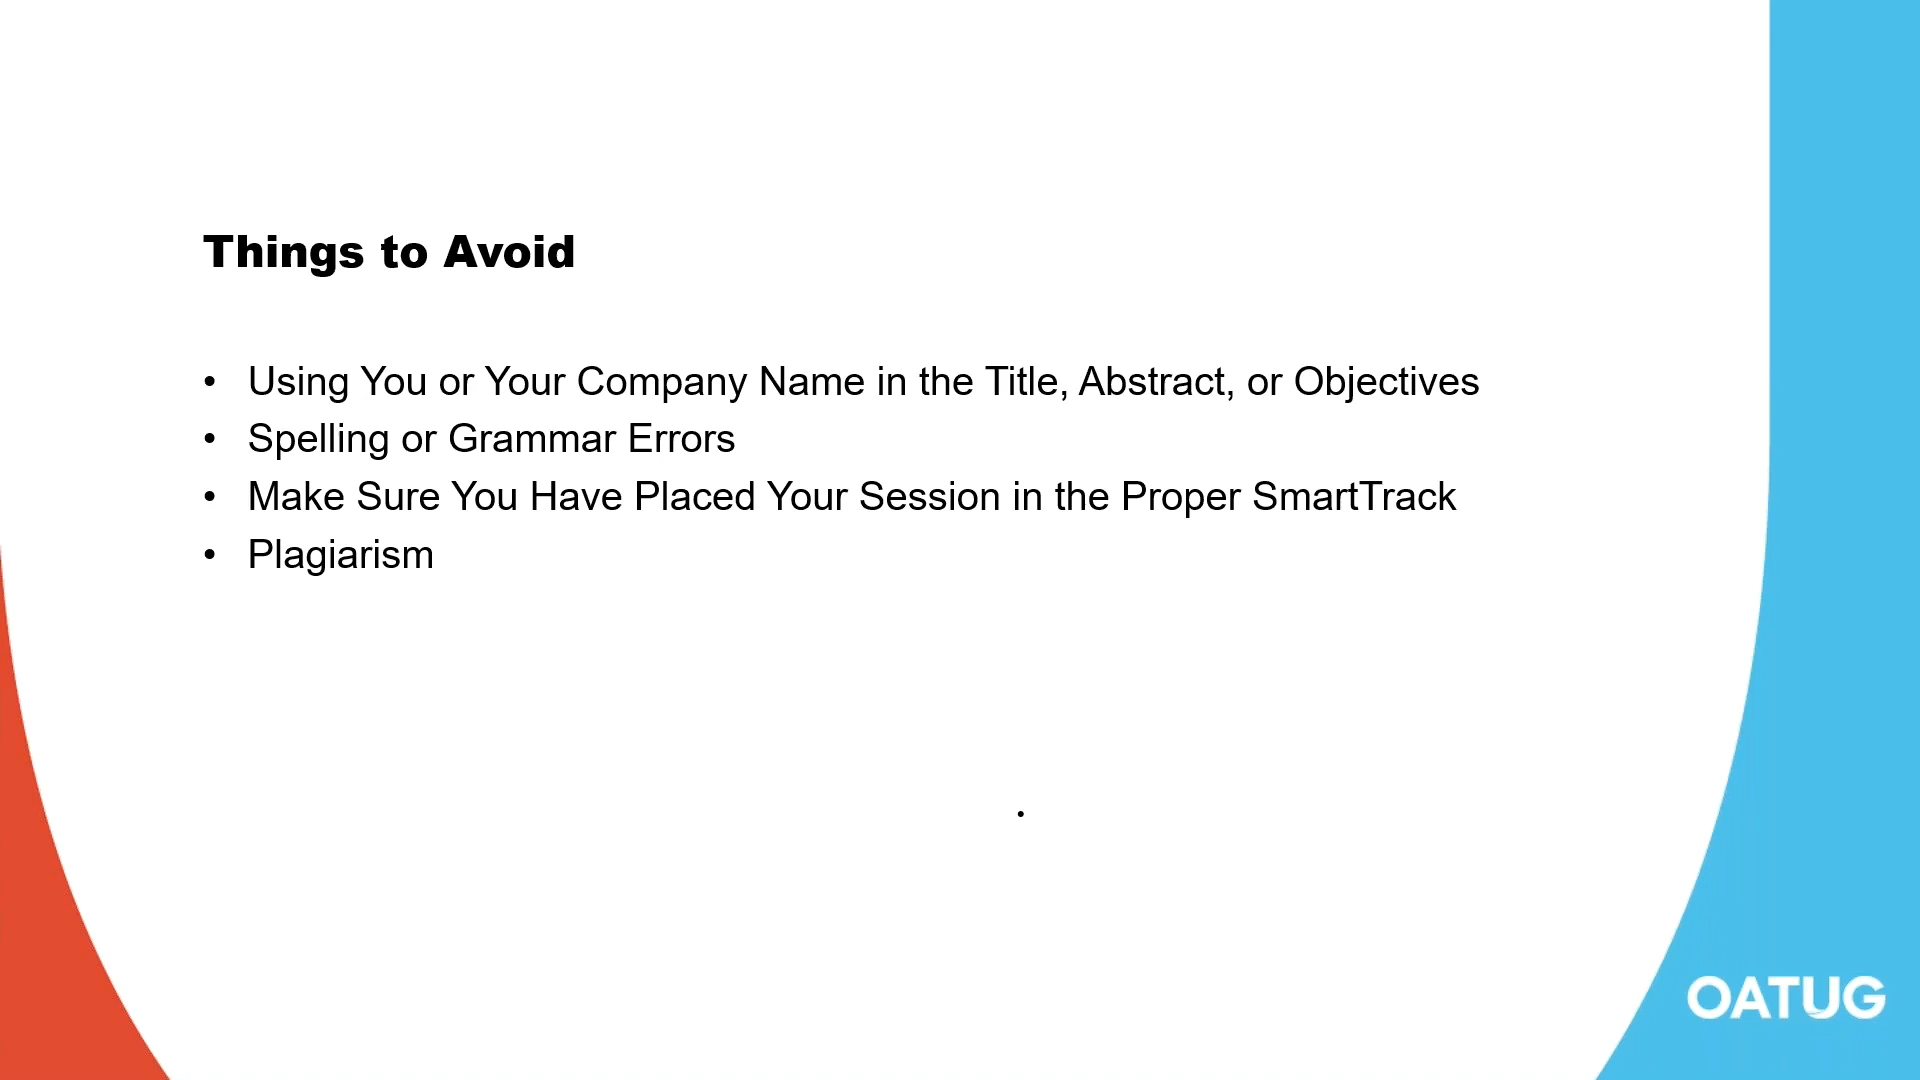 Things to Avoid
• Using You or Your Company Name in the Title, Abstract, or Objectives
• Spelling or Grammar Errors
• Make Sure You Have Placed Your Session in the Proper SmartTrack
• Plagiarism
•
OATUG